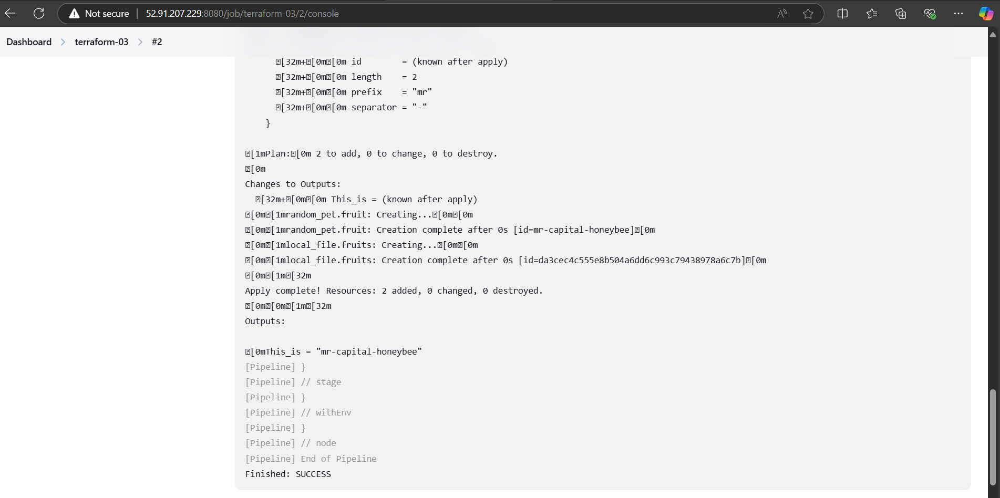 Not secure 52.91.207.229:8080/job/terraform-03/2/console
Dashboard > terraform-03 > #2
[32m+[0m[0m id        = (known after apply)
[32m+[0m[0m length    = 2
[32m+[0m[0m prefix    = "mr"
[32m+[0m[0m separator = "-"
}
[1mPlan:[0m 2 to add, 0 to change, 0 to destroy.
[0m
Changes to Outputs:
[32m+[0m[0m This_is = (known after apply)
[0m[1mrandom_pet.fruit: Creating...[0m[0m
[0m[1mrandom_pet.fruit: Creation complete after 0s [id=mr-capital-honeybee][0m
[0m[1mlocal_file.fruits: Creating...[0m[0m
[0m[1mlocal_file.fruits: Creation complete after 0s [id=da3cec4c555e8b504a6dd6c993c79438978a6c7b][0m
[0m[1m[32m
Apply complete! Resources: 2 added, 0 changed, 0 destroyed.
[0m[0m[1m[32m
Outputs:
[0mThis_is = "mr-capital-honeybee"
[Pipeline] }
[Pipeline] // stage
[Pipeline] }
[Pipeline] // withEnv
[Pipeline] }
[Pipeline] // node
[Pipeline] End of Pipeline
Finished: SUCCESS